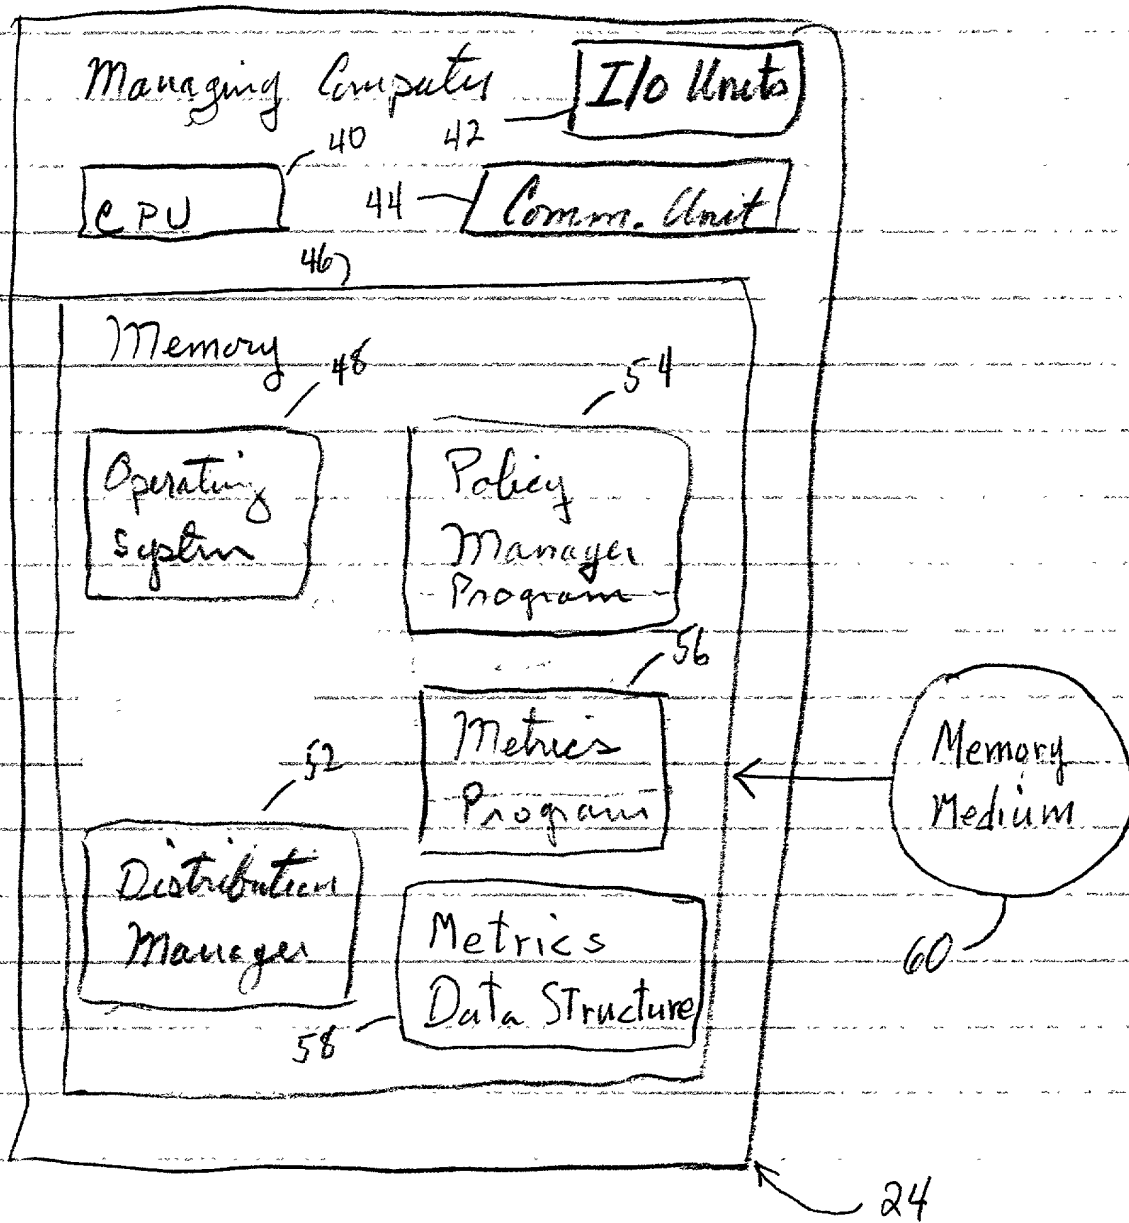 Managing Computer
I/O Units
42
40
CPU
44
Comm. Unit
46
Memory
48
54
Operating
System
Policy
Manager
Program
56
Metrics
Program
52
Memory
Medium
Distribution
Manager
Metrics
Data Structure
58
60
24